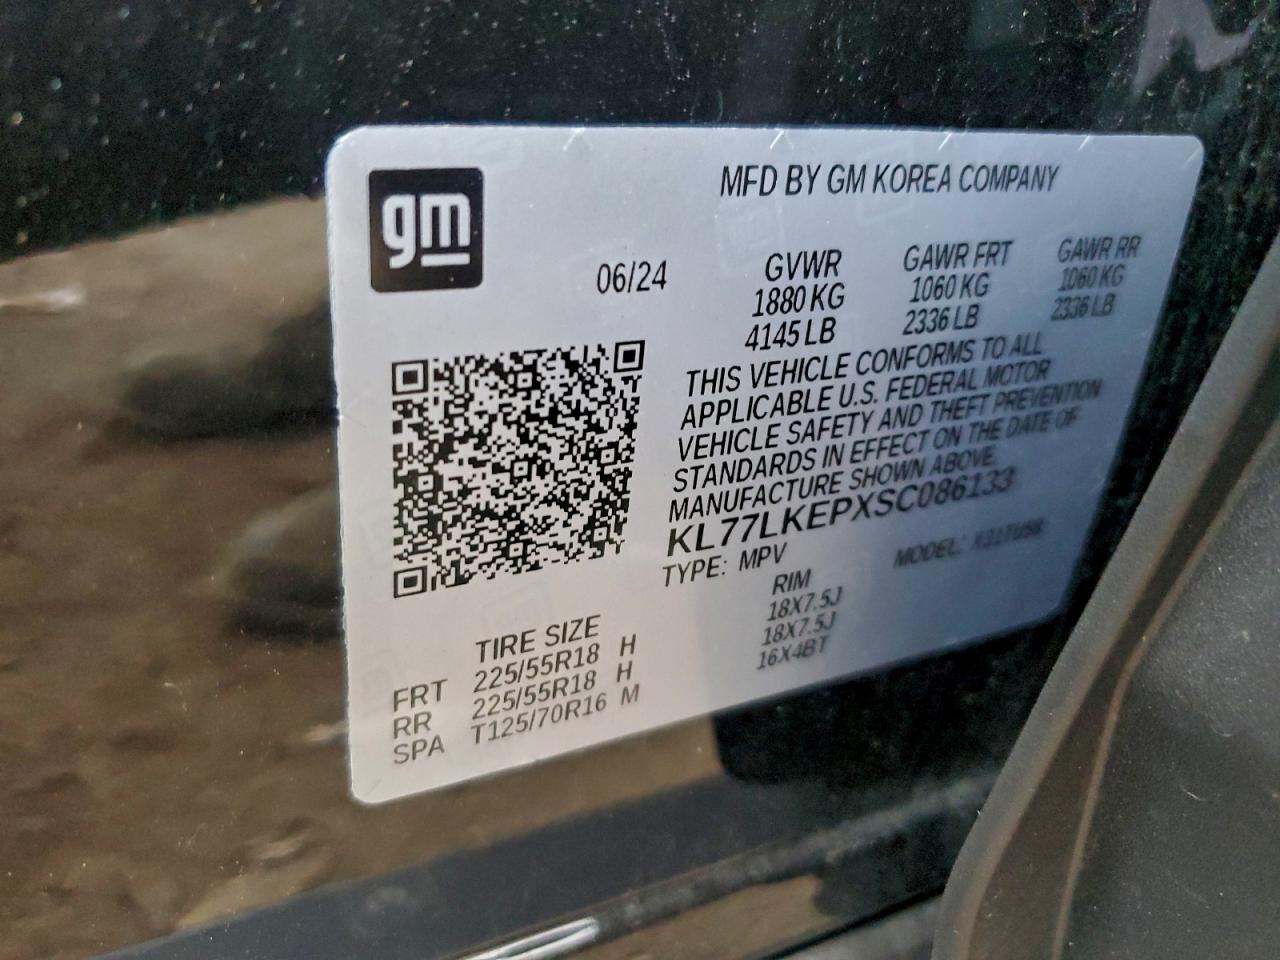 gm
MFD BY GM KOREA COMPANY
06/24
GVWR GAWR FRT GAWR RR
1880 KG 1060 KG 1060 KG
4145 LB 2336 LB 2336 LB
THIS VEHICLE CONFORMS TO ALL
APPLICABLE U.S. FEDERAL MOTOR
VEHICLE SAFETY AND THEFT PREVENTION
STANDARDS IN EFFECT ON THE DATE OF
MANUFACTURE SHOWN ABOVE.
KL77LKEPXSC086133
TYPE: MPV MODEL:
TIRE SIZE RIM
FRT 225/55R18 H 18X7.5J
RR 225/55R18 H 18X7.5J
SPA T125/70R16 M 16X4BT